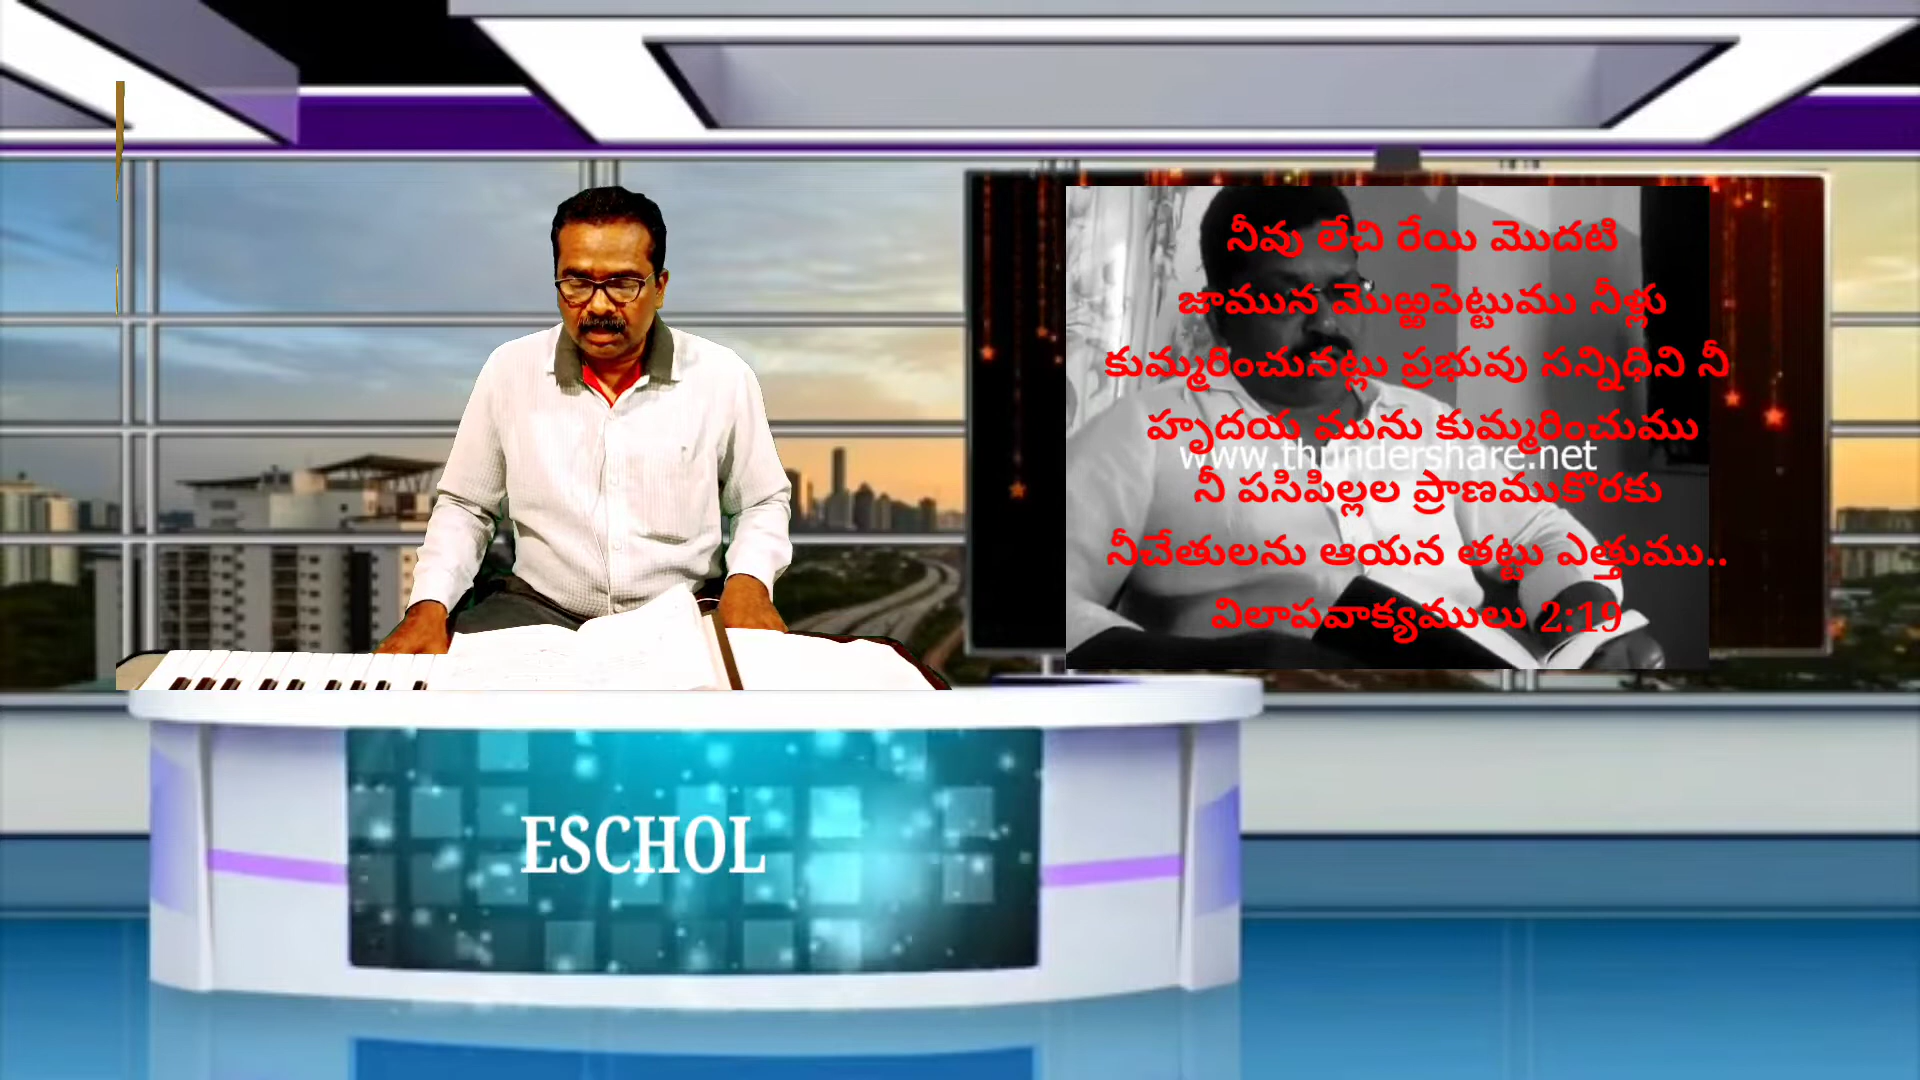 నీవు లేచి రేయి మొదటి
జామున మొఱ్ఱపెట్టుము నీళ్లు
కుమ్మరించునట్లు ప్రభువు సన్నిధిని నీ
హృదయ మును కుమ్మరించుము
www.thundershare.net
నీ పసిపిల్లల ప్రాణముకొరకు
నీచేతులను ఆయన తట్టు ఎత్తుము..
విలాపవాక్యములు 2:19
ESCHOL